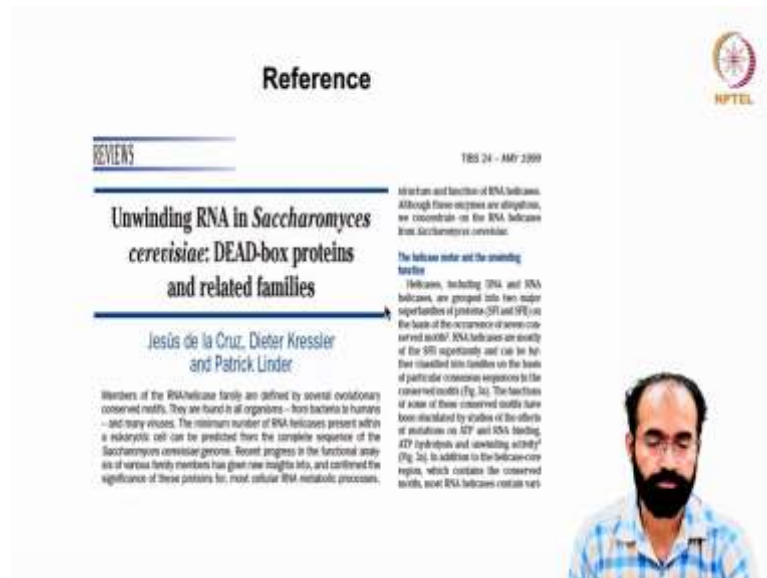 Reference
NPTEL
REVIEWS
TIBS 24 – MAY 1999
Unwinding RNA in Saccharomyces
cerevisiae: DEAD-box proteins
and related families
Jesús de la Cruz, Dieter Kressler
and Patrick Linder
Members of the RNA-helicase family are defined by several evolutionary
conserved motifs. They are found in all organisms – from bacteria to humans
– and many viruses. The minimum number of RNA helicases present within
a eukaryotic cell can be predicted from the complete sequence of the
Saccharomyces cerevisiae genome. Recent progress in the functional analy-
sis of various family members has given new insights into, and confirmed the
significance of these proteins for, most cellular RNA metabolic processes.
structure and function of RNA helicases.
Although these enzymes are ubiquitous,
we concentrate on the RNA helicases
from Saccharomyces cerevisiae.
The helicase motor and the unwinding
function
Helicases, including DNA and RNA
helicases, are grouped into two major
superfamilies of proteins (SFI and SFII) on
the basis of the occurrence of seven con-
served motifs. RNA helicases are mostly
of the SFII superfamily and can be fur-
ther classified into families on the basis
of particular consensus sequences in the
conserved motifs (Fig. 2a). The functions
of some of these conserved motifs have
been elucidated by studies of the effects
of mutations on ATP and RNA binding,
ATP hydrolysis and unwinding activity
(Fig. 2a). In addition to the helicase-core
region, which contains the conserved
motifs, most RNA helicases contain vari-